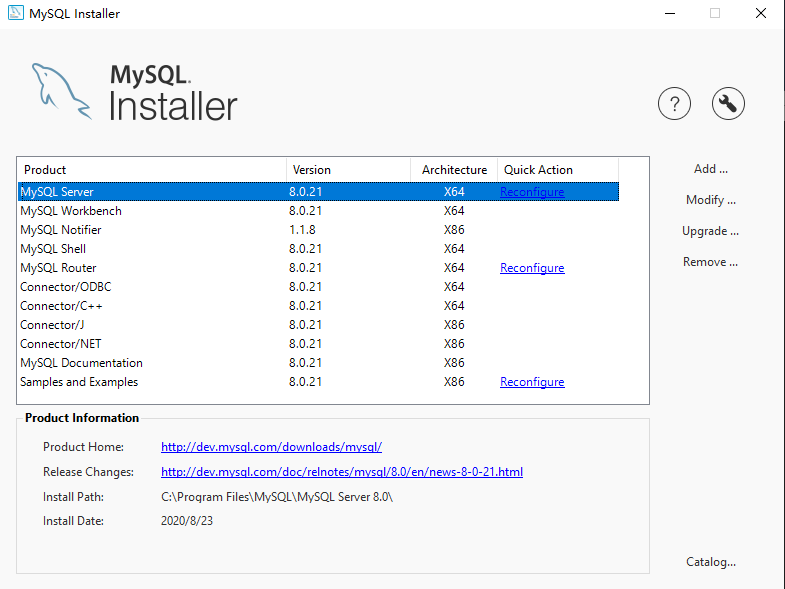 MySQL Installer
MySQL.
Installer
?
Product Version Architecture Quick Action
MySQL Server 8.0.21 X64 Reconfigure
MySQL Workbench 8.0.21 X64
MySQL Notifier 1.1.8 X86
MySQL Shell 8.0.21 X64
MySQL Router 8.0.21 X64 Reconfigure
Connector/ODBC 8.0.21 X64
Connector/C++ 8.0.21 X64
Connector/J 8.0.21 X86
Connector/NET 8.0.21 X86
MySQL Documentation 8.0.21 X86
Samples and Examples 8.0.21 X86 Reconfigure
Add ...
Modify ...
Upgrade ...
Remove ...
Product Information
Product Home: http://dev.mysql.com/downloads/mysql/
Release Changes: http://dev.mysql.com/doc/relnotes/mysql/8.0/en/news-8-0-21.html
Install Path: C:\Program Files\MySQL\MySQL Server 8.0\
Install Date: 2020/8/23
Catalog...